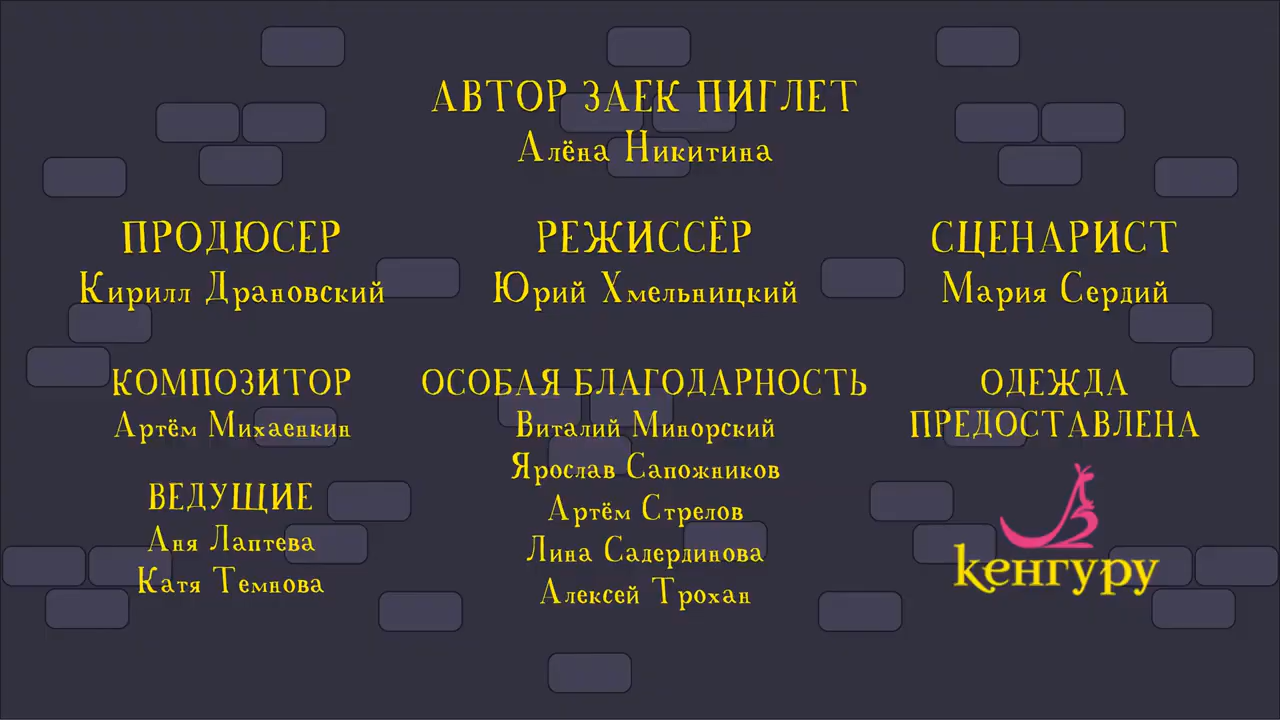 АВТОР ЗАЕК ПИГЛЕТ
Алёна Никитина
ПРОДЮСЕР
Кирилл Драновский
РЕЖИССЁР
Юрий Хмельницкий
СЦЕНАРИСТ
Мария Сердий
КОМПОЗИТОР
Артём Михаенкин
ВЕДУЩИЕ
Аня Лаптева
Катя Темнова
ОСОБАЯ БЛАГОДАРНОСТЬ
Виталий Минорский
Ярослав Сапожников
Артём Стрелов
Лина Садердинова
Алексей Трохан
ОДЕЖДА
ПРЕДОСТАВЛЕНА
кенгуру